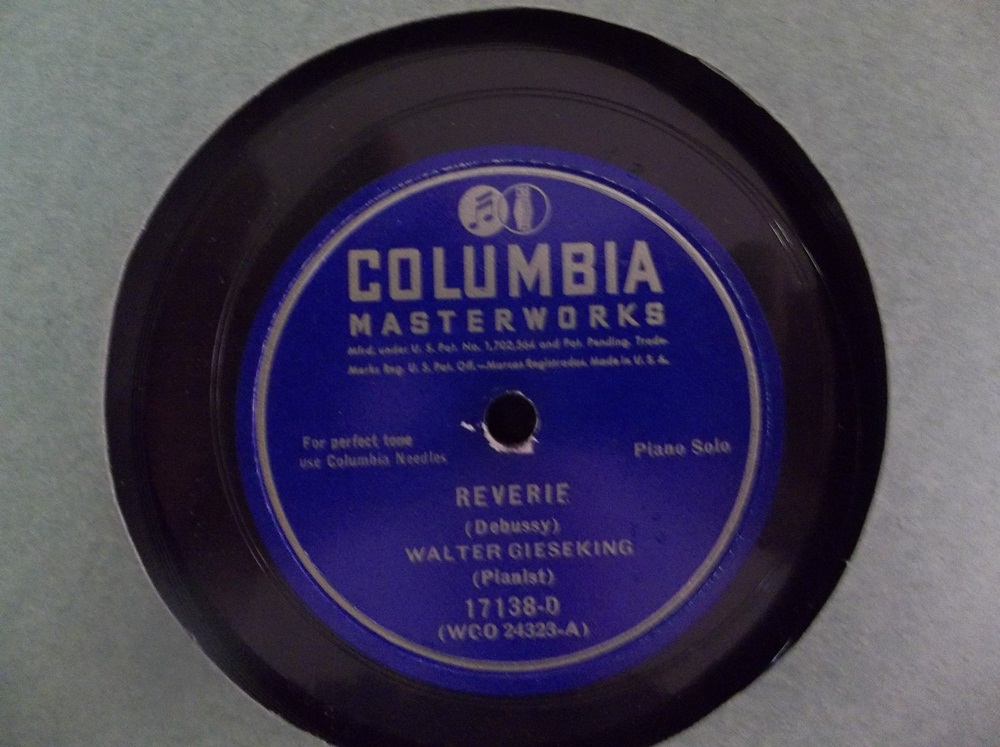 COLUMBIA
MASTERWORKS
Mfrd. under U. S. Pat. No. 1,702,564 and Pat. Pending. Trade-
Marks Reg. U. S. Pat. Off.—Marcas Registradas. Made in U. S. A.
For perfect tone
use Columbia Needles
Piano Solo
REVERIE
(Debussy)
WALTER GIESEKING
(Pianist)
17138-D
(WCO 24323-A)